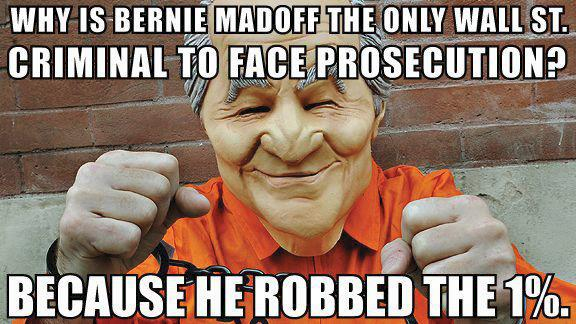 WHY IS BERNIE MADOFF THE ONLY WALL ST.
CRIMINAL TO FACE PROSECUTION?
BECAUSE HE ROBBED THE 1%.